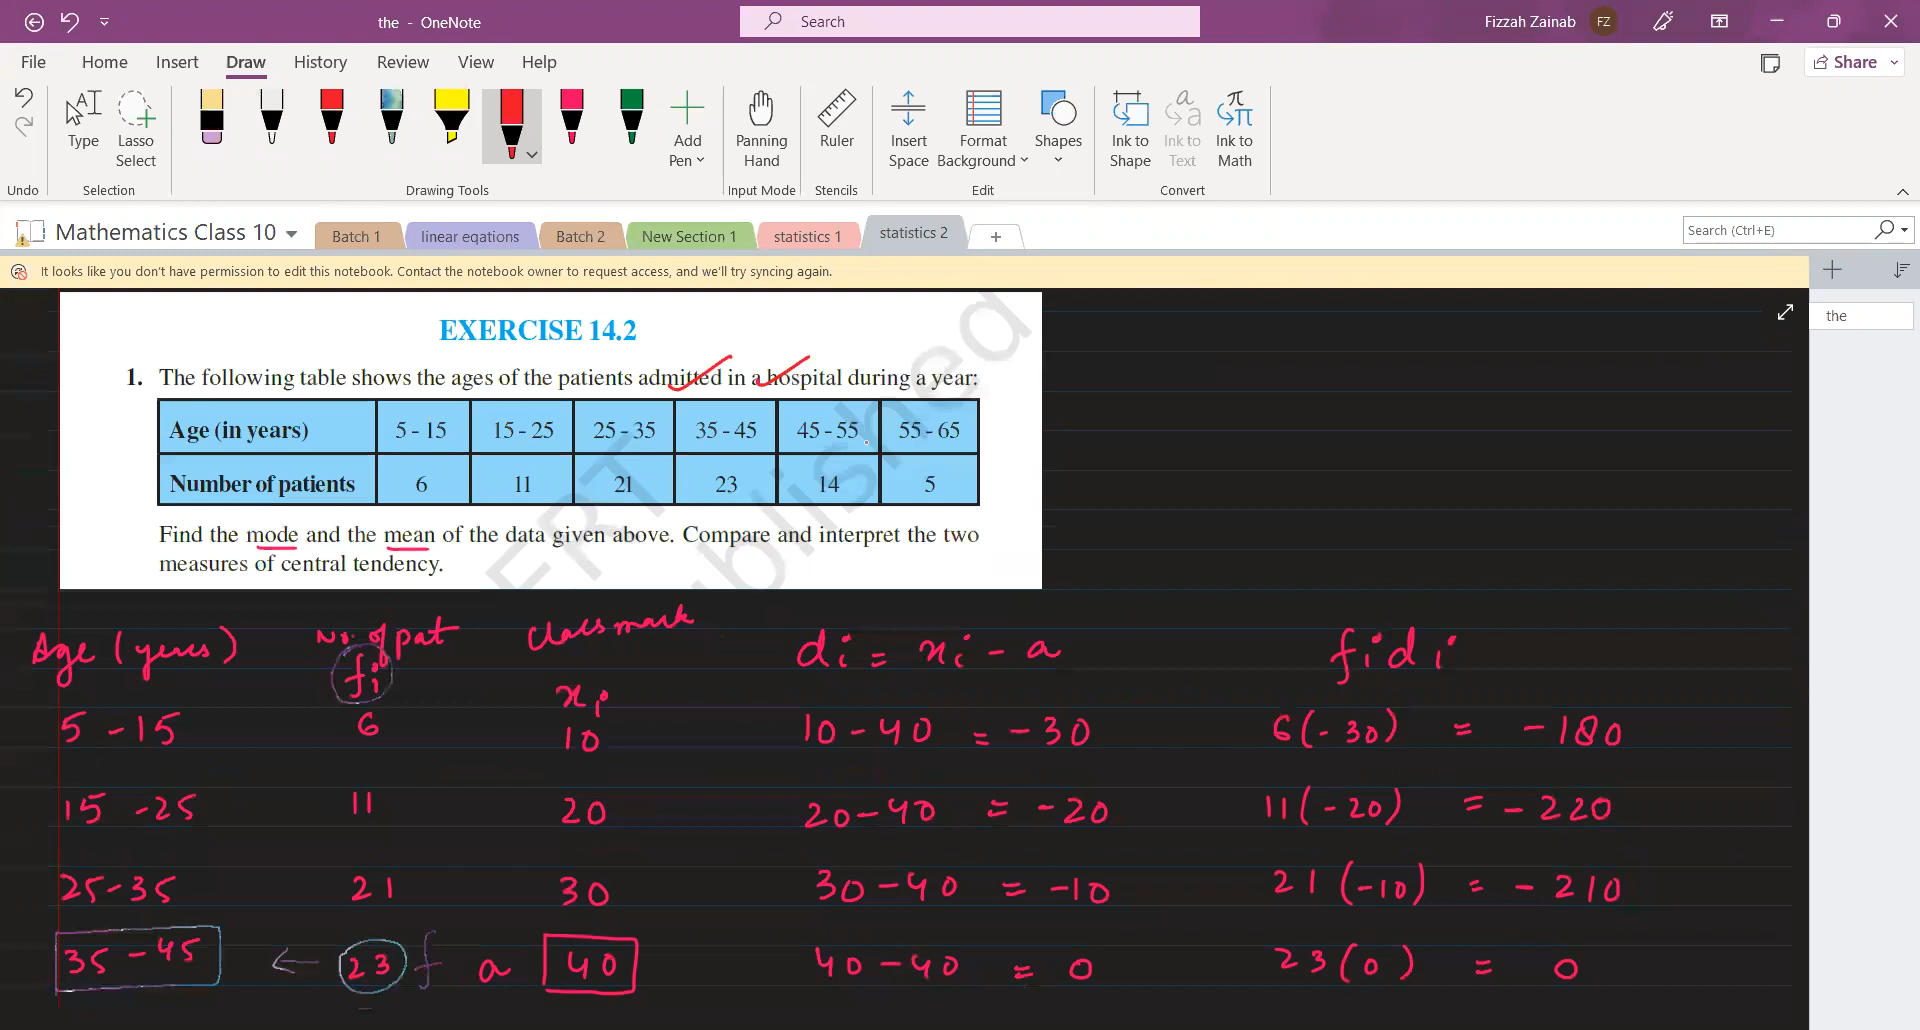 the - OneNote
Search
Fizzah Zainab FZ
File Home Insert Draw History Review View Help
Share
Type
Lasso Select
Add Pen
Panning Hand
Ruler
Insert Space
Format Background
Shapes
Ink to Shape
Ink to Text
Ink to Math
Undo Selection Drawing Tools Input Mode Stencils Edit Convert
Mathematics Class 10 Batch 1 linear eqations Batch 2 New Section 1 statistics 1 statistics 2
Search (Ctrl+E)
It looks like you don't have permission to edit this notebook. Contact the notebook owner to request access, and we'll try syncing again.
the
EXERCISE 14.2
1. The following table shows the ages of the patients admitted in a hospital during a year:
Age (in years) 5 - 15 15 - 25 25 - 35 35 - 45 45 - 55 55 - 65
Number of patients 6 11 21 23 14 5
Find the mode and the mean of the data given above. Compare and interpret the two
measures of central tendency.
ERT
ublished
Age (years) No. of pat fi Class mark xi di = xi - a fidi
5 - 15 6 10 10 - 40 = - 30 6(- 30) = - 180
15 - 25 11 20 20 - 40 = - 20 11(- 20) = - 220
25 - 35 21 30 30 - 40 = - 10 21(- 10) = - 210
35 - 45 ← 23 f a 40 40 - 40 = 0 23(0) = 0